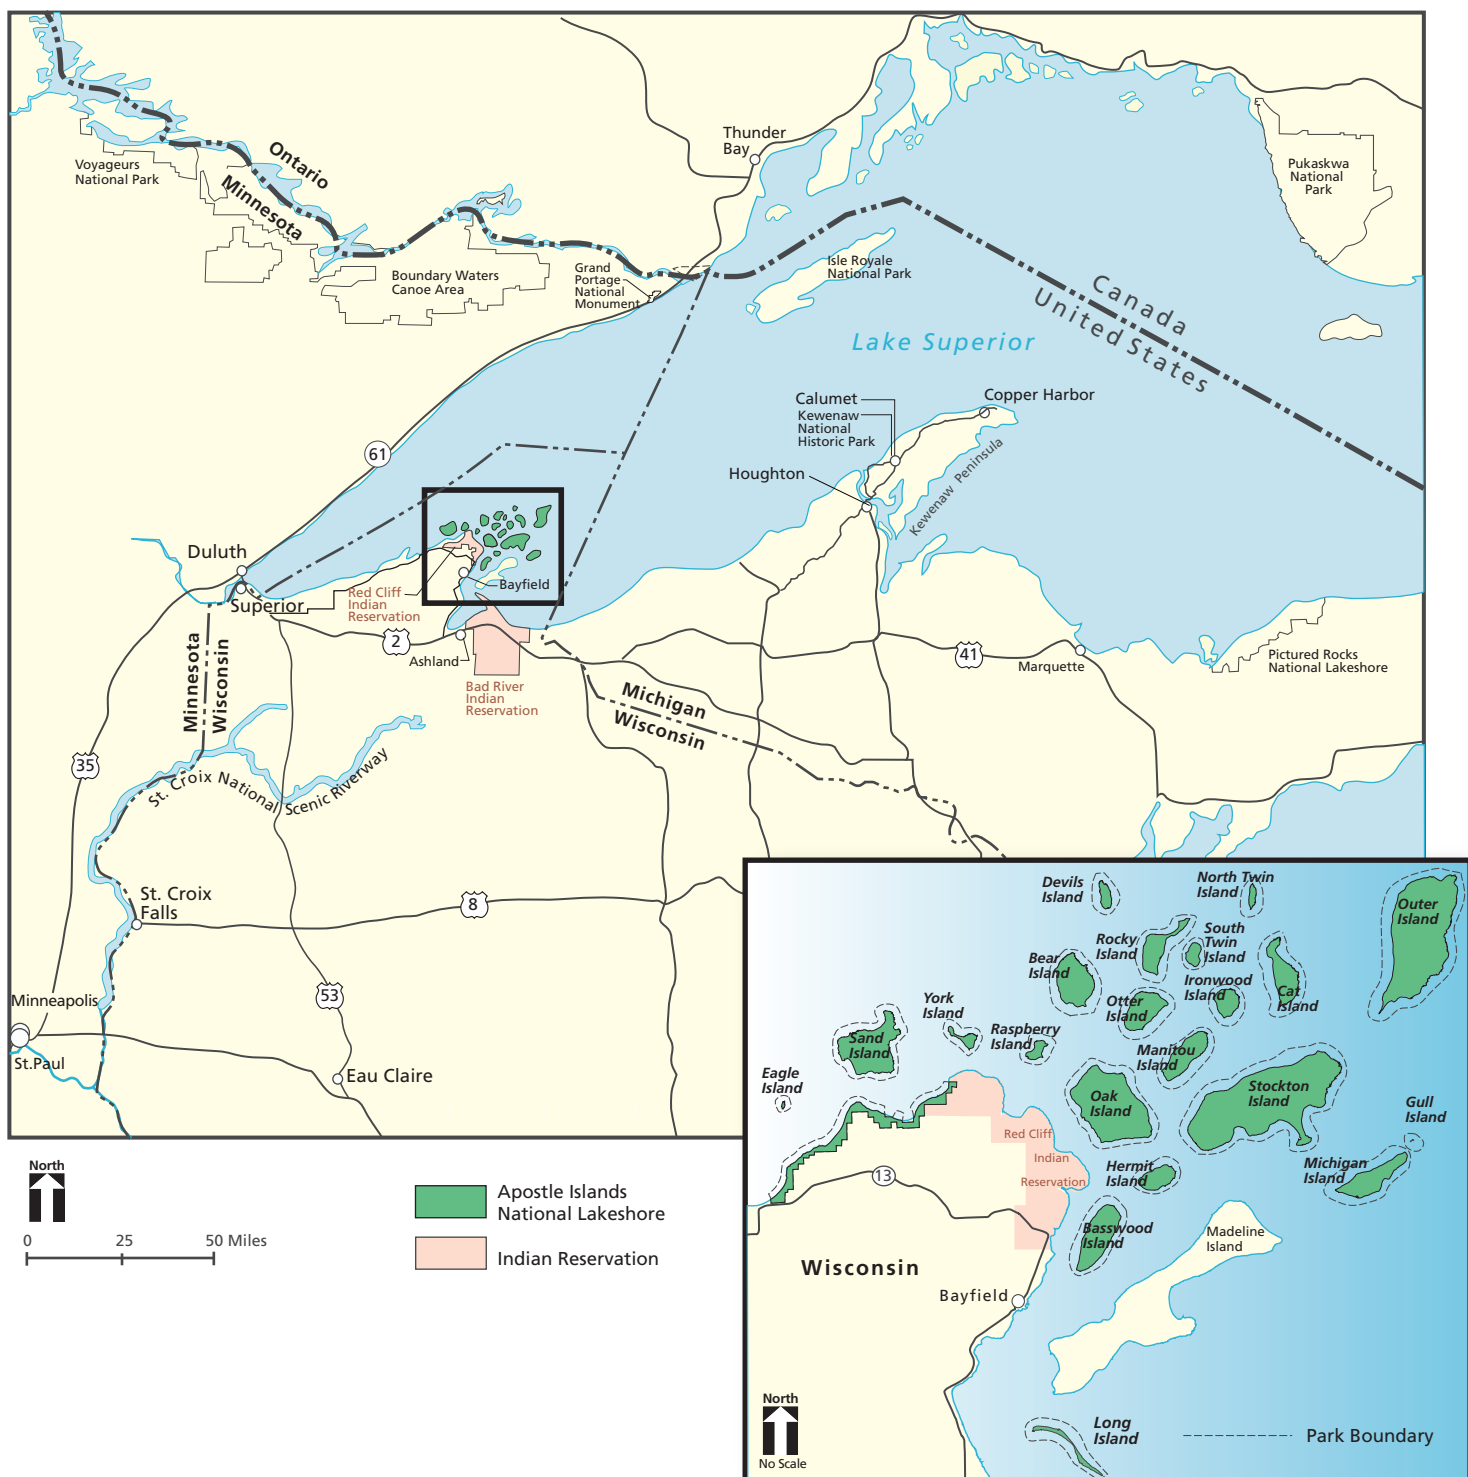 Thunder
Bay
Ontario
Minnesota
Voyageurs
National Park
Pukaskwa
National
Park
Boundary Waters
Canoe Area
Grand
Portage
National
Monument
Isle Royale
National Park
Canada
United States
Lake Superior
Calumet
Kewenaw
National
Historic Park
Copper Harbor
Houghton
Kewenaw Peninsula
61
Duluth
Superior
Bayfield
Red Cliff
Indian
Reservation
2
Ashland
Bad River
Indian
Reservation
Minnesota
Wisconsin
Michigan
Wisconsin
41
Marquette
Pictured Rocks
National Lakeshore
35
St. Croix National Scenic Riverway
St. Croix
Falls
8
53
Minneapolis
St.Paul
Eau Claire
North
0 25 50 Miles
Apostle Islands
National Lakeshore
Indian Reservation
Devils
Island
North Twin
Island
Outer
Island
Rocky
Island
South
Twin
Island
Bear
Island
Ironwood
Island
Cat
Island
Otter
Island
York
Island
Raspberry
Island
Sand
Island
Manitou
Island
Eagle
Island
Oak
Island
Stockton
Island
Gull
Island
Red Cliff
Indian
Reservation
Hermit
Island
Michigan
Island
13
Basswood
Island
Madeline
Island
Wisconsin
Bayfield
North
No Scale
Long
Island
Park Boundary